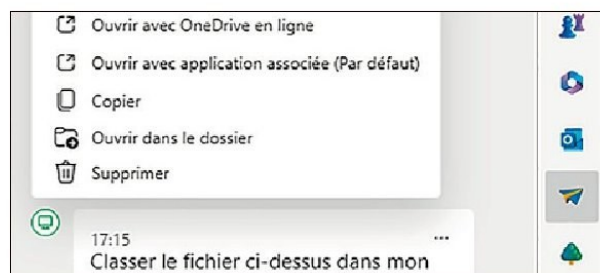 Ouvrir avec OneDrive en ligne
Ouvrir avec application associée (Par défaut)
Copier
Ouvrir dans le dossier
Supprimer
17:15
Classer le fichier ci-dessus dans mon